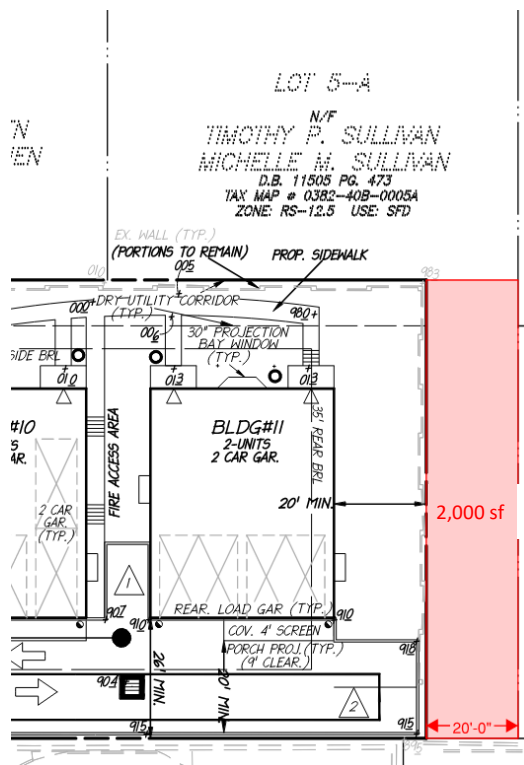 LOT 5-A
N/F
TIMOTHY P. SULLIVAN
MICHELLE M. SULLIVAN
D.B. 11505 PG. 473
TAX MAP # 0382-40B-0005A
ZONE: RS-12.5 USE: SFD
EX. WALL (TYP.)
(PORTIONS TO REMAIN)
PROP. SIDEWALK
010
005
983
000+
DRY UTILITY CORRIDOR
(TYP.)
980+
006
30" PROJECTION
BAY WINDOW
(TYP.)
SIDE BRL
010
013
013
#10
BLDG#11
2-UNITS
2 CAR GAR.
AR.
35' REAR BRL
FIRE ACCESS AREA
20' MIN.
2,000 sf
2 CAR
GAR.
(TYP.)
1
REAR. LOAD GAR (TYP.)
907
910
910
COV. 4' SCREEN
PORCH PROJ.(TYP.)
(9' CLEAR.)
904
26' MIN.
20' MIN.
2
915
915
20'-0"